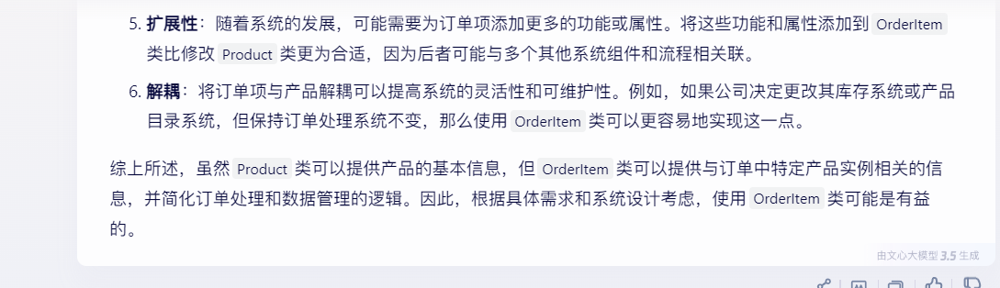 5. 扩展性：随着系统的发展，可能需要为订单项添加更多的功能或属性。将这些功能和属性添加到 OrderItem
类比修改 Product 类更为合适，因为后者可能与多个其他系统组件和流程相关联。
6. 解耦：将订单项与产品解耦可以提高系统的灵活性和可维护性。例如，如果公司决定更改其库存系统或产品
目录系统，但保持订单处理系统不变，那么使用 OrderItem 类可以更容易地实现这一点。
综上所述，虽然 Product 类可以提供产品的基本信息，但 OrderItem 类可以提供与订单中特定产品实例相关的信
息，并简化订单处理和数据管理的逻辑。因此，根据具体需求和系统设计考虑，使用 OrderItem 类可能是有益
的。
由文心大模型 3.5 生成